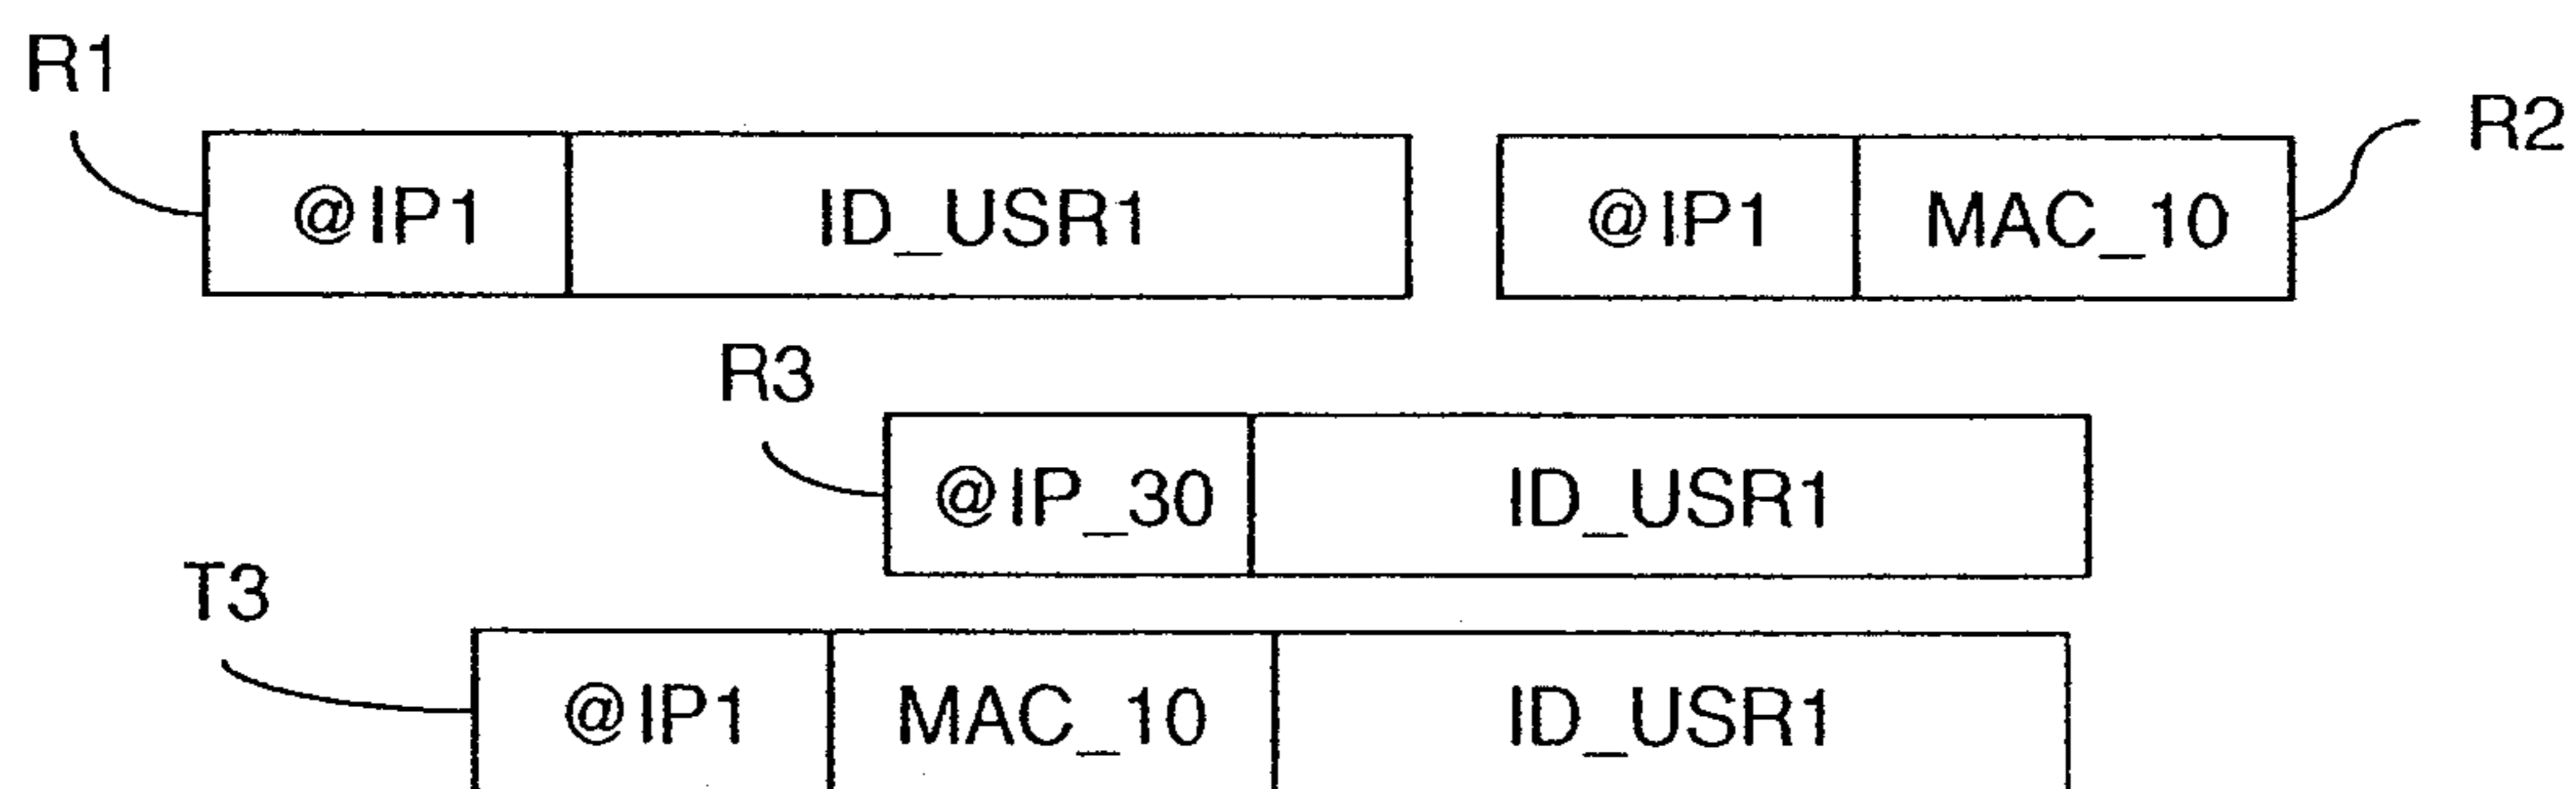 R1
R2
@IP1 ID_USR1 @IP1 MAC_10
R3
@IP_30 ID_USR1
T3
@IP1 MAC_10 ID_USR1